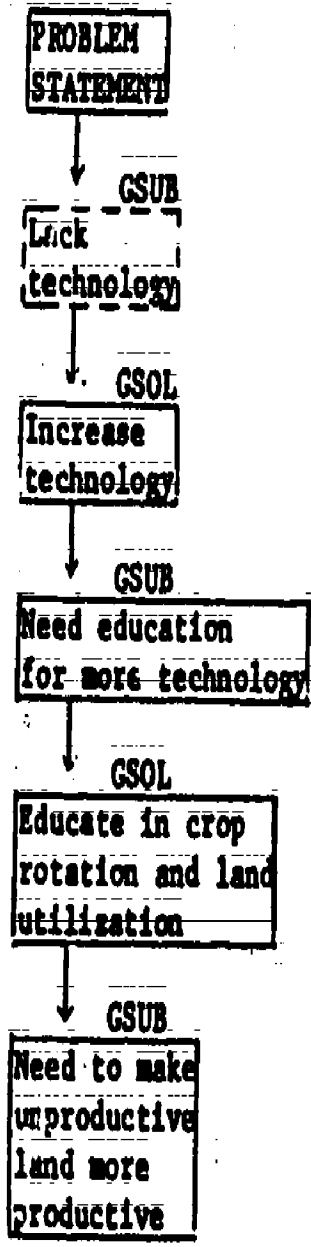 PROBLEM
STATEMENT
GSUB
Lack
technology
GSOL
Increase
technology
GSUB
Need education
for more technology
GSOL
Educate in crop
rotation and land
utilization
GSUB
Need to make
unproductive
land more
productive